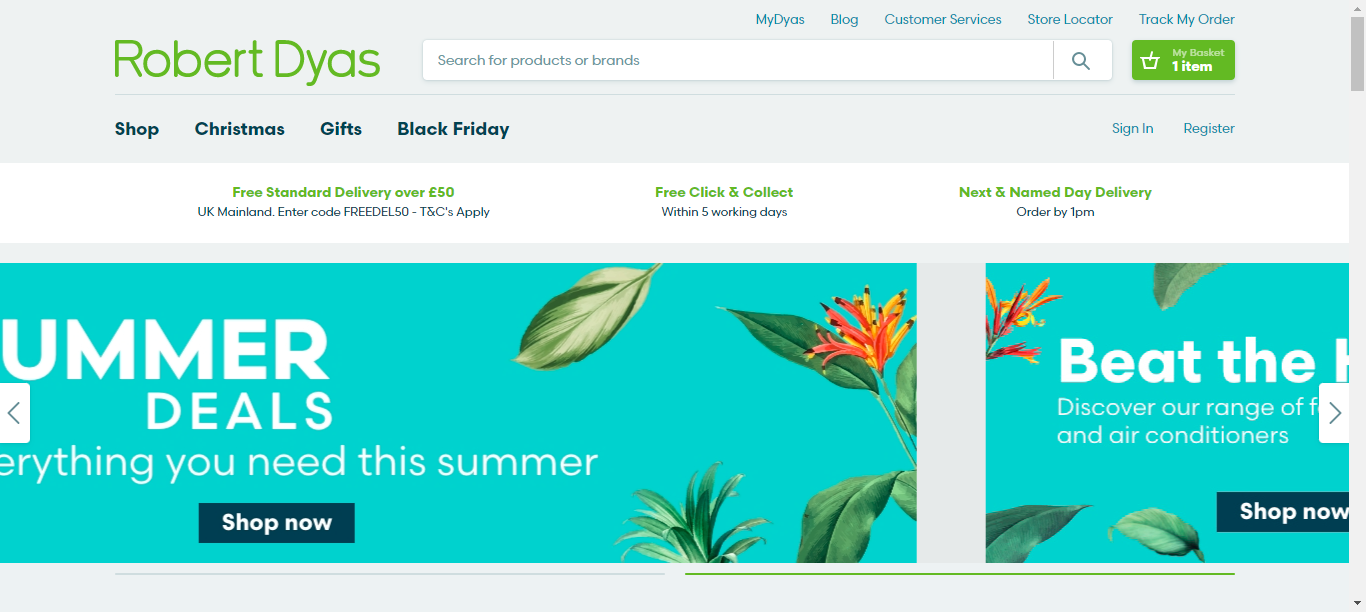 MyDyas Blog Customer Services Store Locator Track My Order
Robert Dyas
Search for products or brands
My Basket
1 item
Shop Christmas Gifts Black Friday
Sign In Register
Free Standard Delivery over £50
UK Mainland. Enter code FREEDEL50 - T&C's Apply
Free Click & Collect
Within 5 working days
Next & Named Day Delivery
Order by 1pm
UMMER
DEALS
erything you need this summer
Shop now
Beat the
Discover our range of
and air conditioners
Shop now